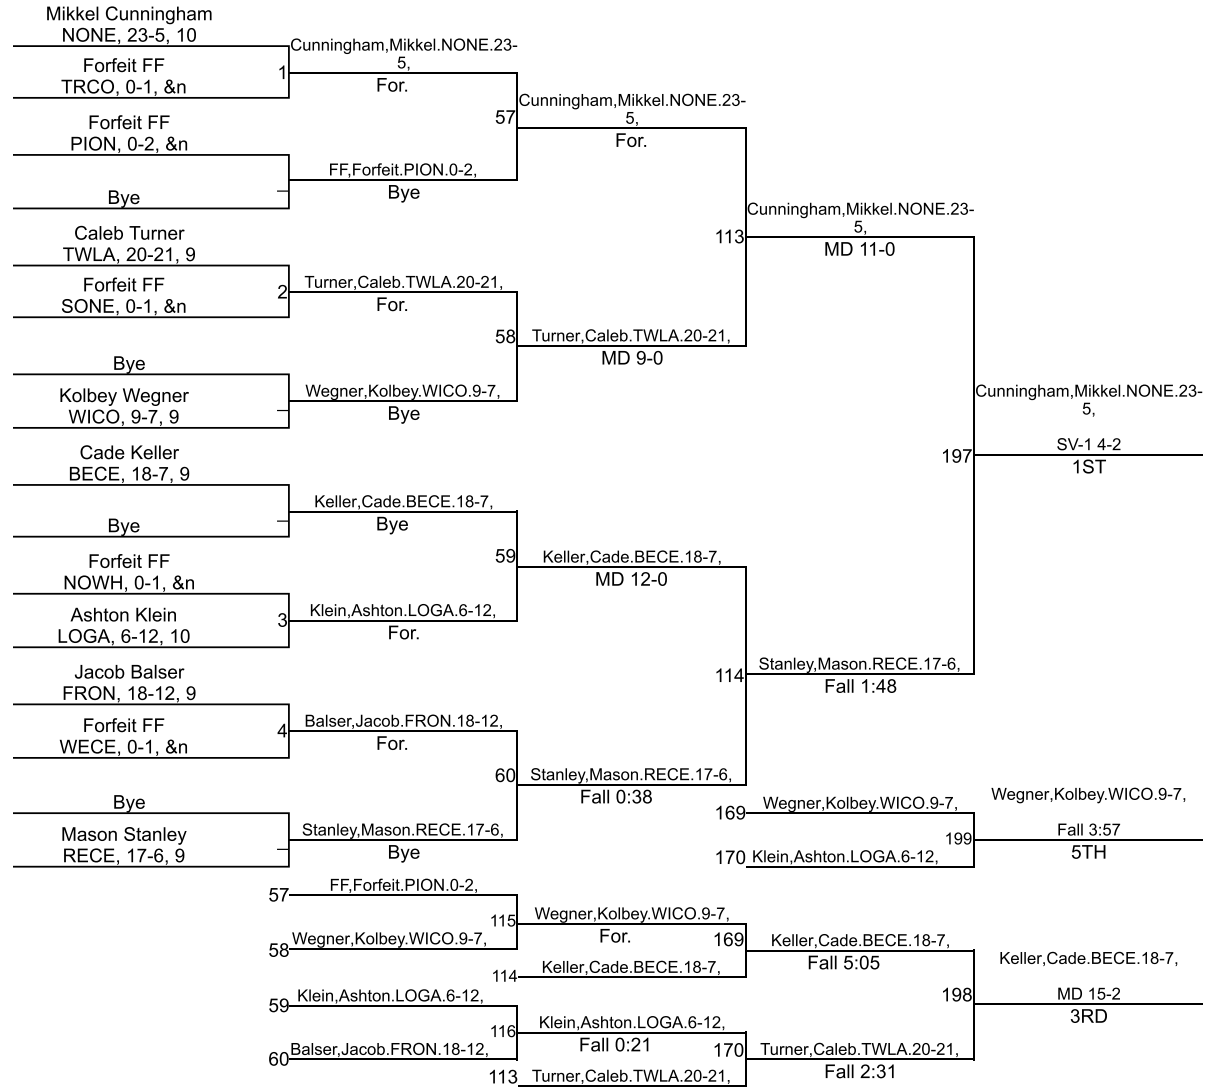 Mikkel Cunningham
NONE, 23-5, 10
Forfeit FF
TRCO, 0-1, &n
1
Cunningham,Mikkel.NONE.23-
5,
For.
Forfeit FF
PION, 0-2, &n
Bye
FF,Forfeit.PION.0-2,
Bye
57
Cunningham,Mikkel.NONE.23-
5,
For.
Caleb Turner
TWLA, 20-21, 9
Forfeit FF
SONE, 0-1, &n
2
Turner,Caleb.TWLA.20-21,
For.
Bye
Kolbey Wegner
WICO, 9-7, 9
Wegner,Kolbey.WICO.9-7,
Bye
58
Turner,Caleb.TWLA.20-21,
MD 9-0
113
Cunningham,Mikkel.NONE.23-
5,
MD 11-0
Cade Keller
BECE, 18-7, 9
Bye
Keller,Cade.BECE.18-7,
Bye
Forfeit FF
NOWH, 0-1, &n
Ashton Klein
LOGA, 6-12, 10
3
Klein,Ashton.LOGA.6-12,
For.
59
Keller,Cade.BECE.18-7,
MD 12-0
Jacob Balser
FRON, 18-12, 9
Forfeit FF
WECE, 0-1, &n
4
Balser,Jacob.FRON.18-12,
For.
Bye
Mason Stanley
RECE, 17-6, 9
Stanley,Mason.RECE.17-6,
Bye
60
Stanley,Mason.RECE.17-6,
Fall 0:38
114
Stanley,Mason.RECE.17-6,
Fall 1:48
197
Cunningham,Mikkel.NONE.23-
5,
SV-1 4-2
1ST
169
Wegner,Kolbey.WICO.9-7,
170
Klein,Ashton.LOGA.6-12,
199
Wegner,Kolbey.WICO.9-7,
Fall 3:57
5TH
57
FF,Forfeit.PION.0-2,
58
Wegner,Kolbey.WICO.9-7,
115
Wegner,Kolbey.WICO.9-7,
For.
114
Keller,Cade.BECE.18-7,
169
Keller,Cade.BECE.18-7,
Fall 5:05
59
Klein,Ashton.LOGA.6-12,
60
Balser,Jacob.FRON.18-12,
116
Klein,Ashton.LOGA.6-12,
Fall 0:21
113
Turner,Caleb.TWLA.20-21,
170
Turner,Caleb.TWLA.20-21,
Fall 2:31
198
Keller,Cade.BECE.18-7,
MD 15-2
3RD